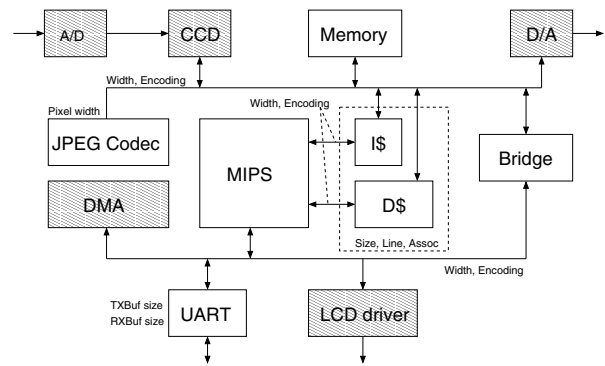 A/D
CCD
Memory
D/A
Width, Encoding
Width, Encoding
Pixel width
JPEG Codec
MIPS
I$
Bridge
DMA
D$
Size, Line, Assoc
Width, Encoding
TXBuf size
RXBuf size
UART
LCD driver